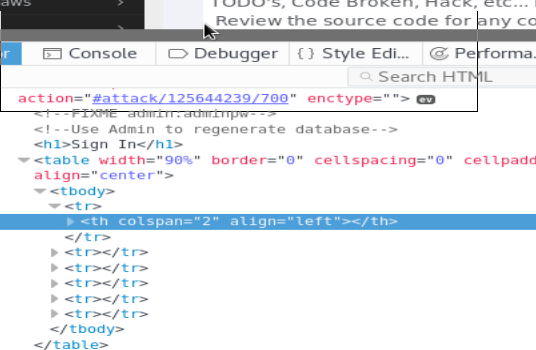 aws >
TODO's, Code Broken, Hack, etc...
Review the source code for any co
or Console Debugger {} Style Edi... Performa.
Search HTML
action="#attack/125644239/700" enctype=""> ev
<!--FIXME admin:adminpw-->
<!--Use Admin to regenerate database-->
<h1>Sign In</h1>
<table width="90%" border="0" cellspacing="0" cellpadd
align="center">
<tbody>
<tr>
<th colspan="2" align="left"></th>
</tr>
<tr></tr>
<tr></tr>
<tr></tr>
<tr></tr>
<tr></tr>
</tbody>
</table>